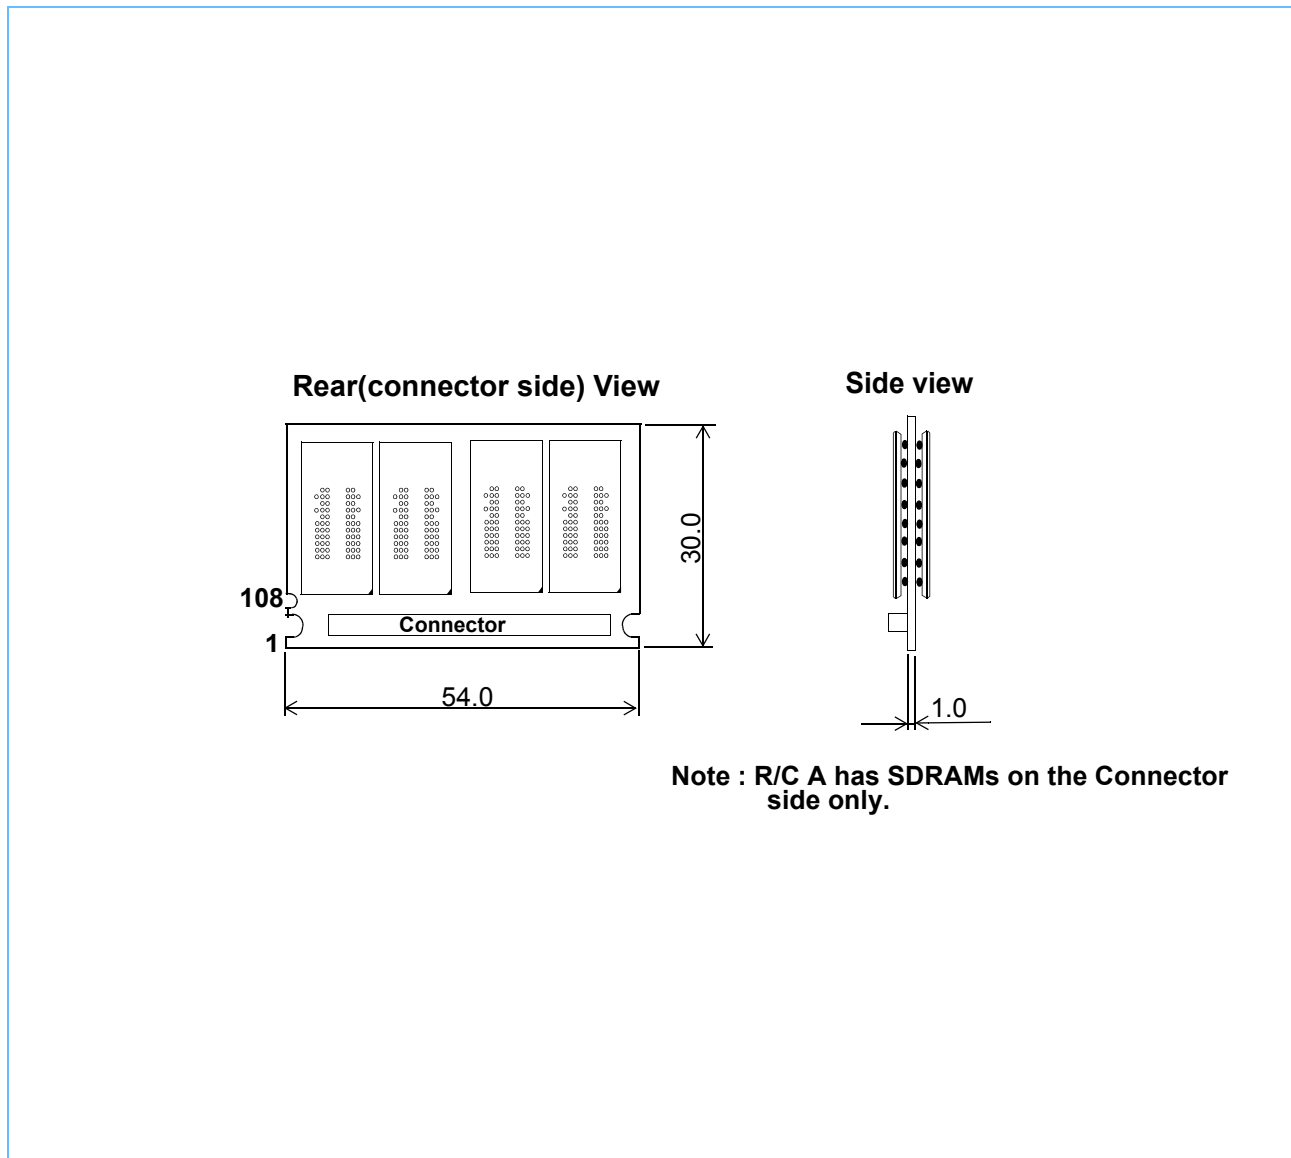 Rear(connector side) View
Side view
30.0
108
Connector
1
54.0
1.0
Note : R/C A has SDRAMs on the Connector
side only.